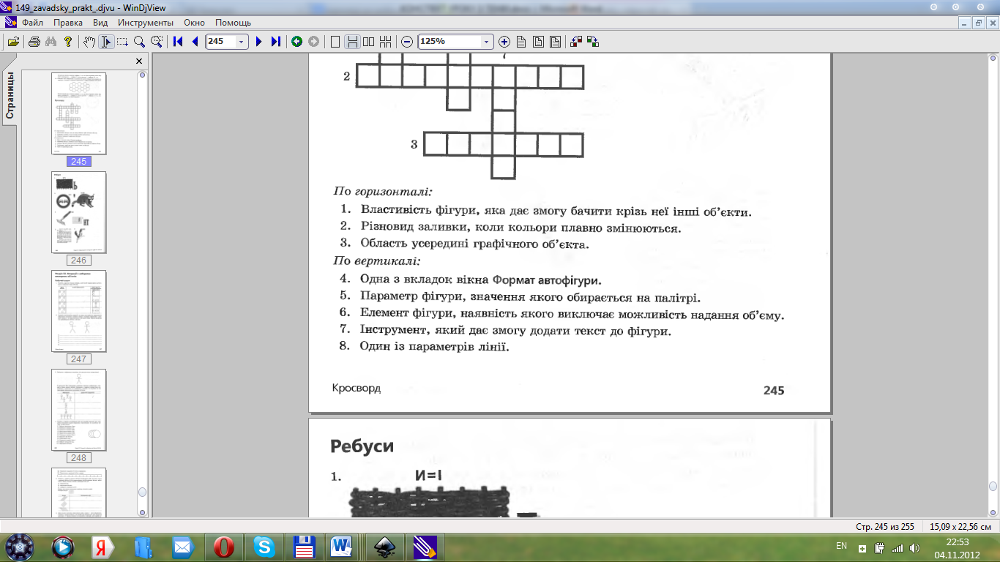 149_zavadsky_prakt_.djvu - WinDjView
Файл Правка Вид Инструменты Окно Помощь
245
125%
Страницы
245
246
247
248
2
3
По горизонталі:
1. Властивість фігури, яка дає змогу бачити крізь неї інші об'єкти.
2. Різновид заливки, коли кольори плавно змінюються.
3. Область усередині графічного об'єкта.
По вертикалі:
4. Одна з вкладок вікна Формат автофігури.
5. Параметр фігури, значення якого обирається на палітрі.
6. Елемент фігури, наявність якого виключає можливість надання об'єму.
7. Інструмент, який дає змогу додати текст до фігури.
8. Один із параметрів лінії.
Кросворд 245
Ребуси
1. И=І
Стр. 245 из 255 15,09 x 22,56 см
EN 22:53
04.11.2012